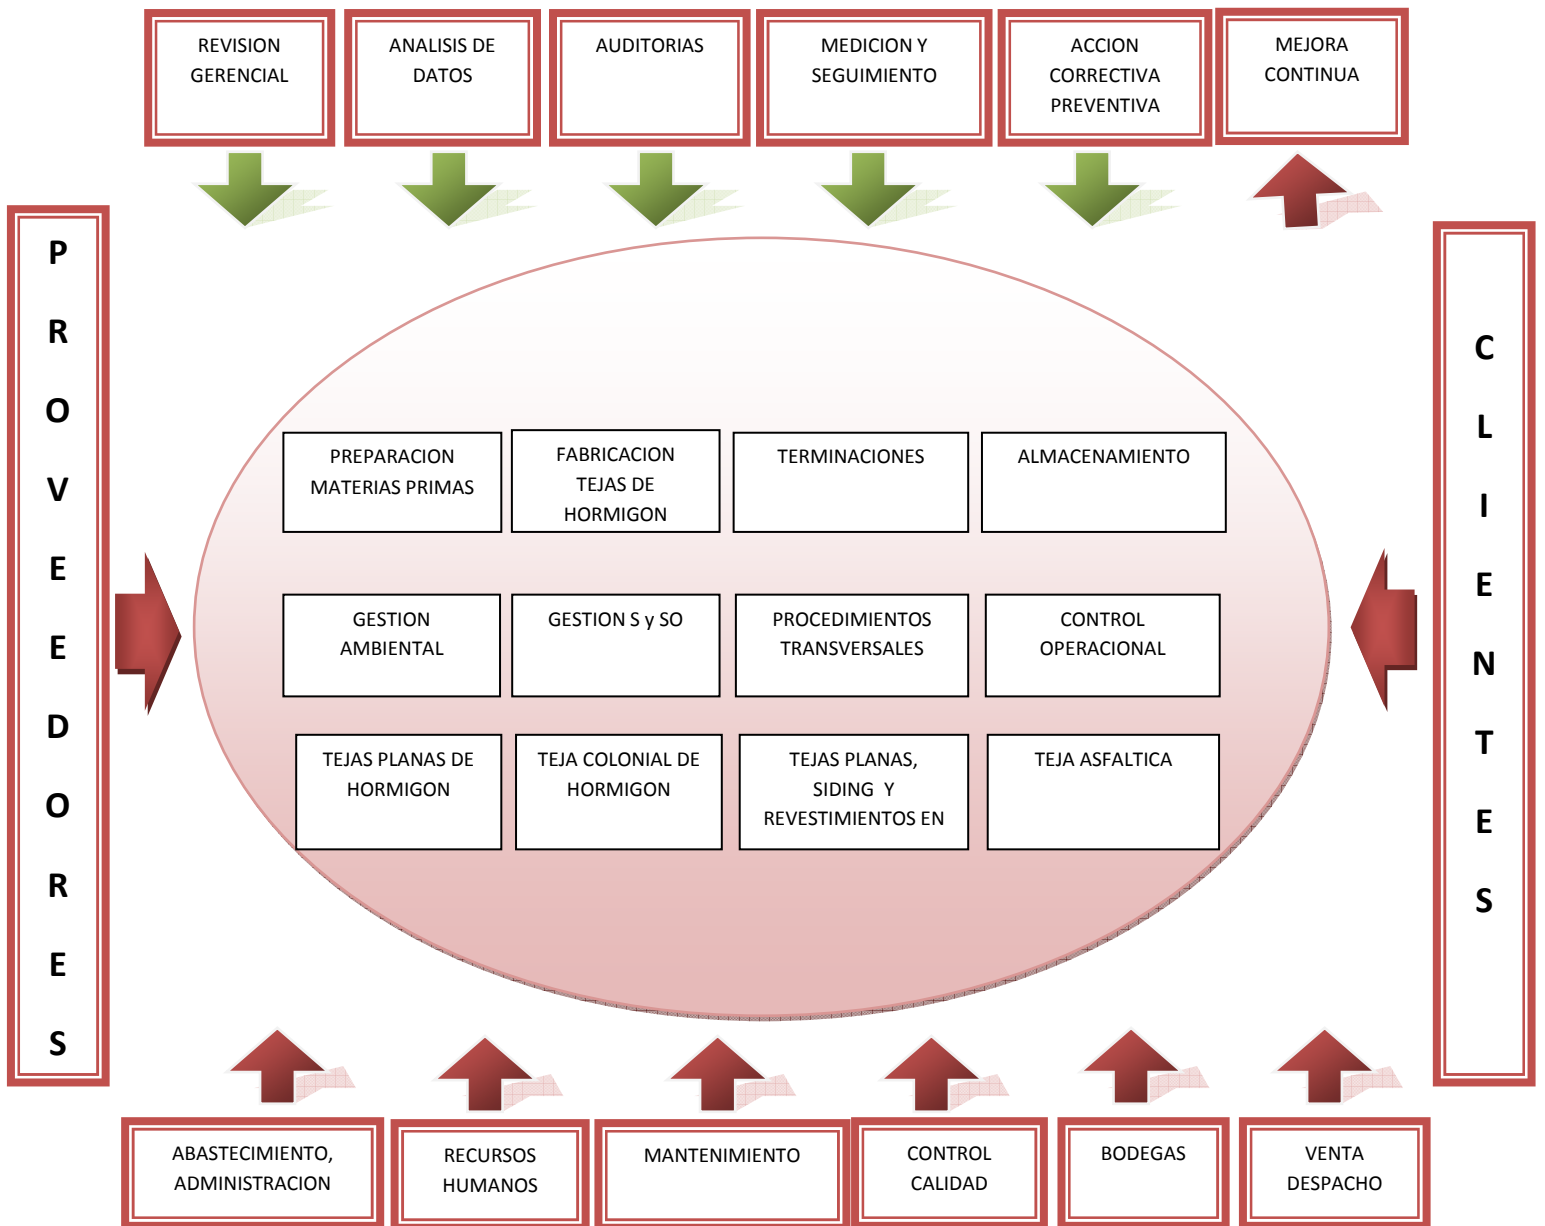 REVISION
GERENCIAL
ANALISIS DE
DATOS
AUDITORIAS
MEDICION Y
SEGUIMIENTO
ACCION
CORRECTIVA
PREVENTIVA
MEJORA
CONTINUA
P
R
O
V
E
E
D
O
R
E
S
PREPARACION
MATERIAS PRIMAS
FABRICACION
TEJAS DE
HORMIGON
TERMINACIONES
ALMACENAMIENTO
GESTION
AMBIENTAL
GESTION S y SO
PROCEDIMIENTOS
TRANSVERSALES
CONTROL
OPERACIONAL
TEJAS PLANAS DE
HORMIGON
TEJA COLONIAL DE
HORMIGON
TEJAS PLANAS,
SIDING Y
REVESTIMIENTOS EN
TEJA ASFALTICA
C
L
I
E
N
T
E
S
ABASTECIMIENTO,
ADMINISTRACION
RECURSOS
HUMANOS
MANTENIMIENTO
CONTROL
CALIDAD
BODEGAS
VENTA
DESPACHO